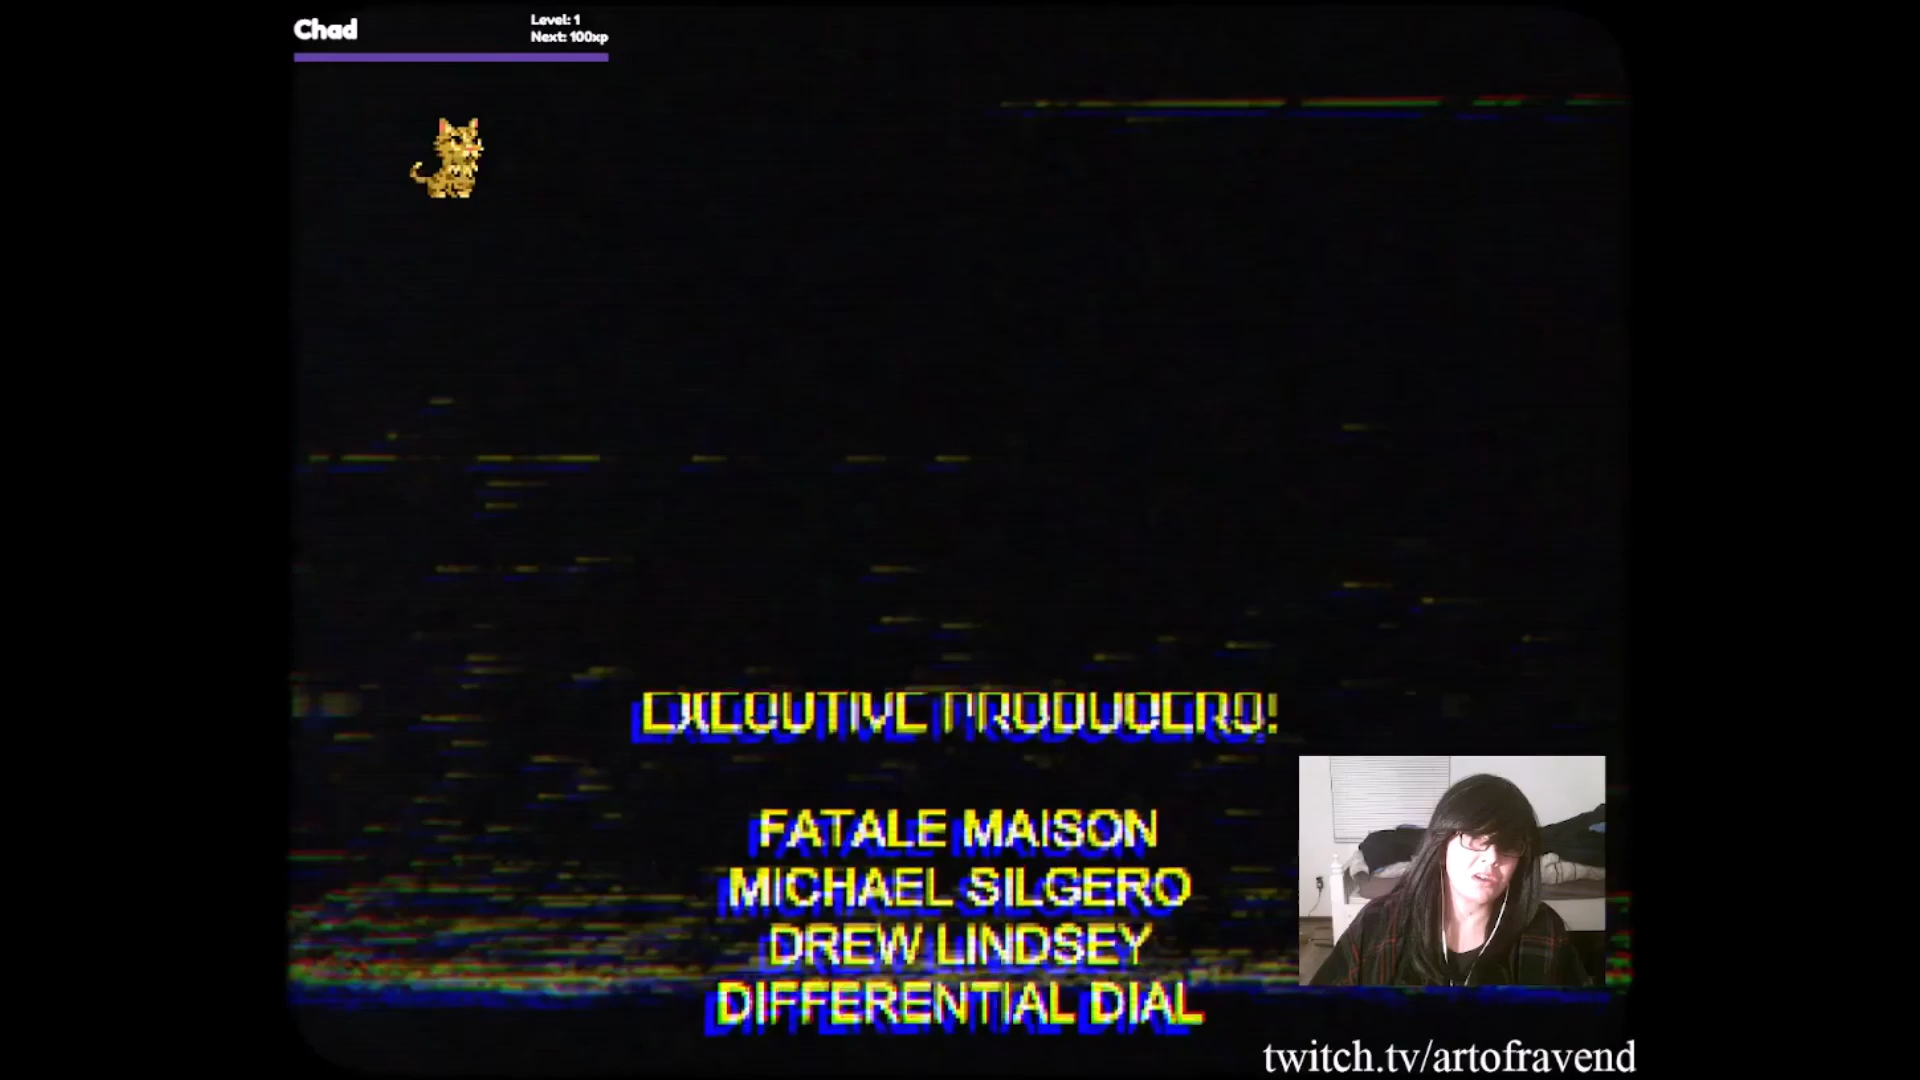 Chad
Level: 1
Next: 100xp
EXECUTIVE PRODUCERS!
FATALE MAISON
MICHAEL SILGERO
DREW LINDSEY
DIFFERENTIAL DIAL
twitch.tv/artofravend